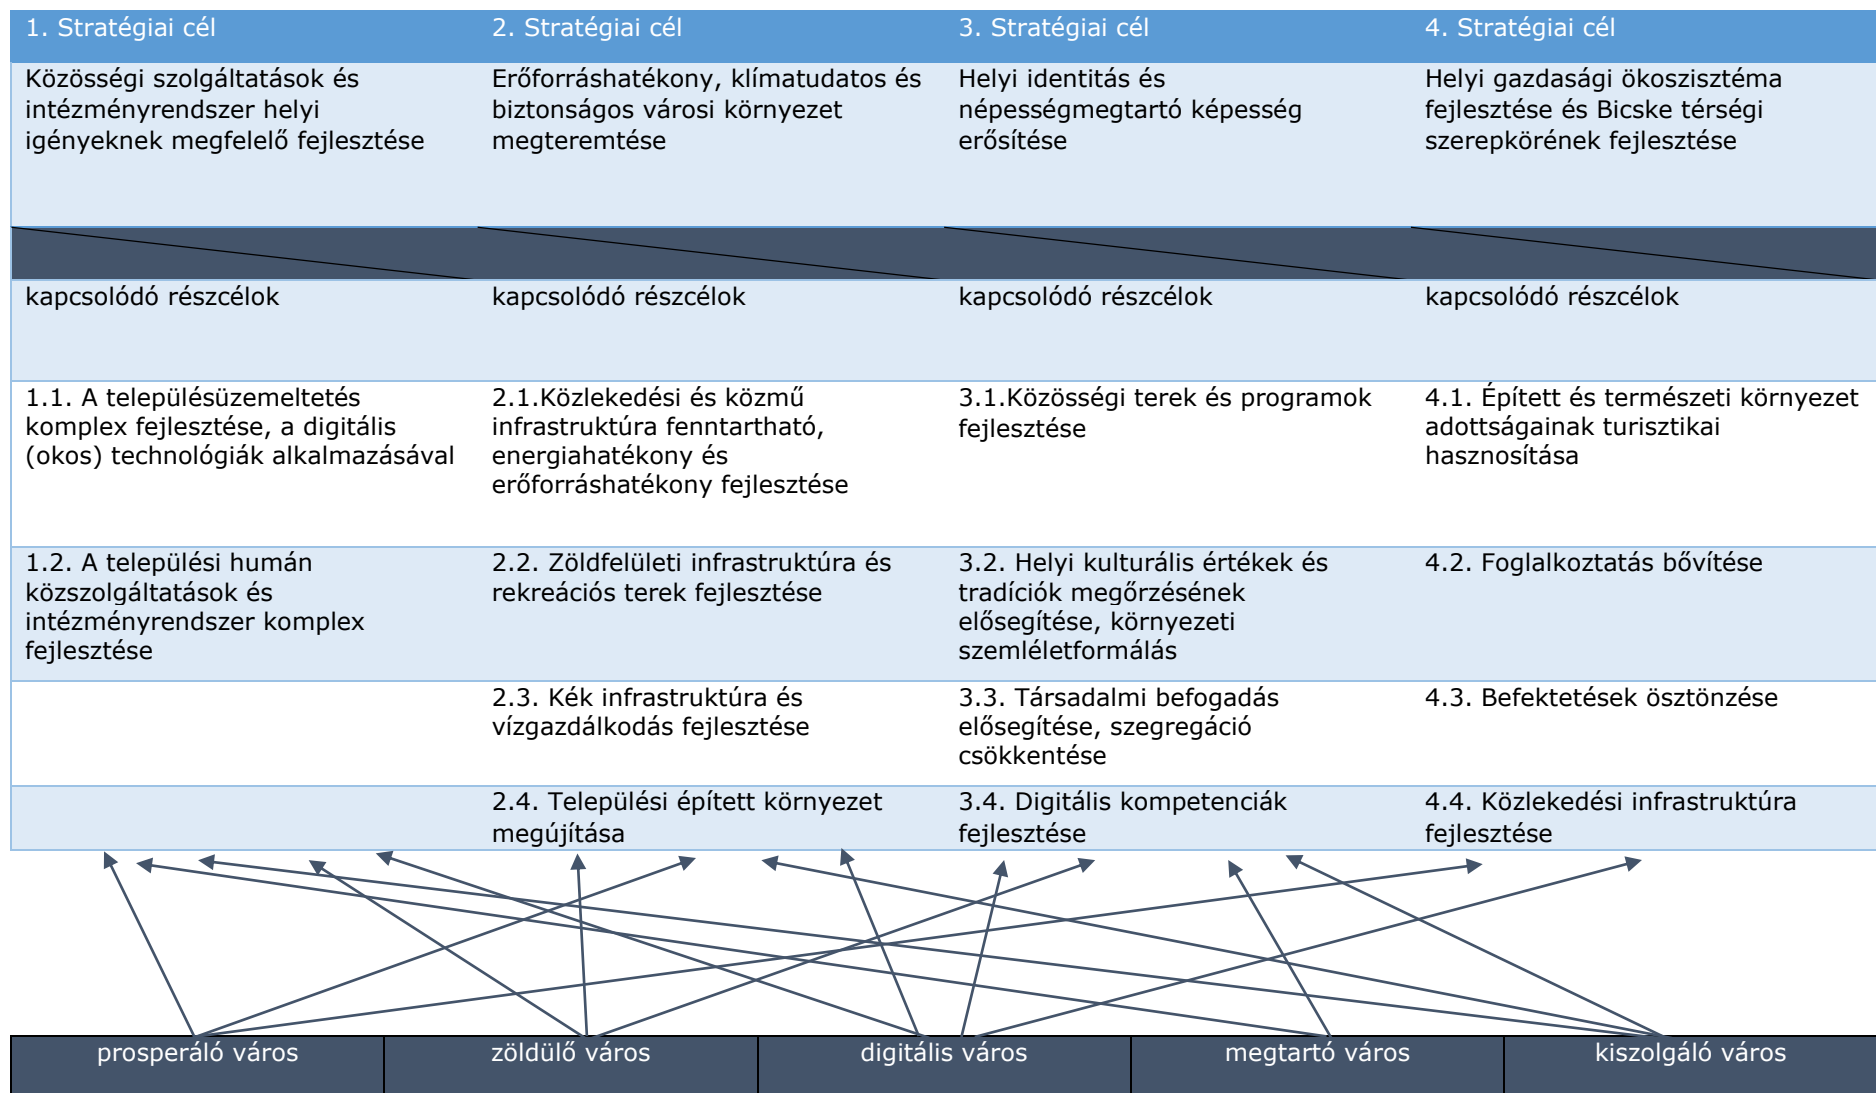 1. Stratégiai cél
2. Stratégiai cél
3. Stratégiai cél
4. Stratégiai cél
Közösségi szolgáltatások és
intézményrendszer helyi
igényeknek megfelelő fejlesztése
Erőforráshatékony, klímatudatos és
biztonságos városi környezet
megteremtése
Helyi identitás és
népességmegtartó képesség
erősítése
Helyi gazdasági ökoszisztéma
fejlesztése és Bicske térségi
szerepkörének fejlesztése
kapcsolódó részcélok
kapcsolódó részcélok
kapcsolódó részcélok
kapcsolódó részcélok
1.1. A településüzemeltetés
komplex fejlesztése, a digitális
(okos) technológiák alkalmazásával
2.1.Közlekedési és közmű
infrastruktúra fenntartható,
energiahatékony és
erőforráshatékony fejlesztése
3.1.Közösségi terek és programok
fejlesztése
4.1. Épített és természeti környezet
adottságainak turisztikai
hasznosítása
1.2. A települési humán
közszolgáltatások és
intézményrendszer komplex
fejlesztése
2.2. Zöldfelületi infrastruktúra és
rekreációs terek fejlesztése
3.2. Helyi kulturális értékek és
tradíciók megőrzésének
elősegítése, környezeti
szemléletformálás
4.2. Foglalkoztatás bővítése
2.3. Kék infrastruktúra és
vízgazdálkodás fejlesztése
3.3. Társadalmi befogadás
elősegítése, szegregáció
csökkentése
4.3. Befektetések ösztönzése
2.4. Települési épített környezet
megújítása
3.4. Digitális kompetenciák
fejlesztése
4.4. Közlekedési infrastruktúra
fejlesztése
prosperáló város
zöldülő város
digitális város
megtartó város
kiszolgáló város